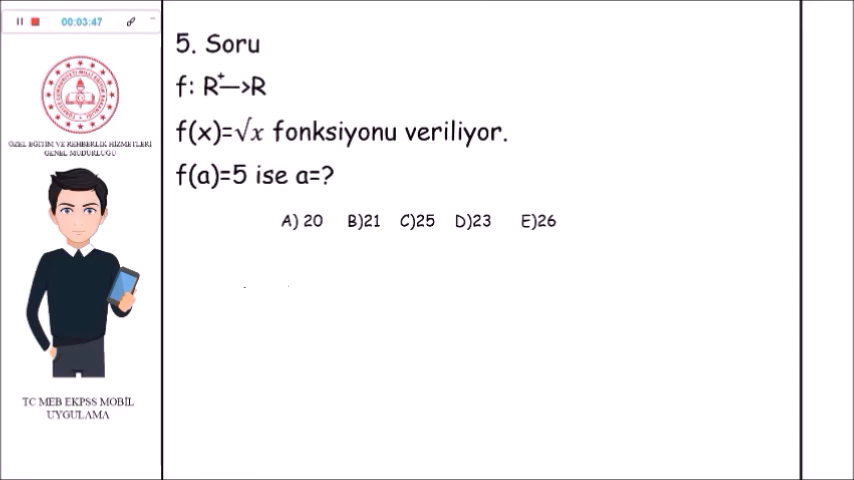 00:03:47
ÖZEL EĞİTİM VE REHBERLİK HİZMETLERİ
GENEL MÜDÜRLÜĞÜ
TC MEB EKPSS MOBİL
UYGULAMA
5. Soru
f: R⁺—>R
f(x)=√x fonksiyonu veriliyor.
f(a)=5 ise a=?
A) 20 B)21 C)25 D)23 E)26